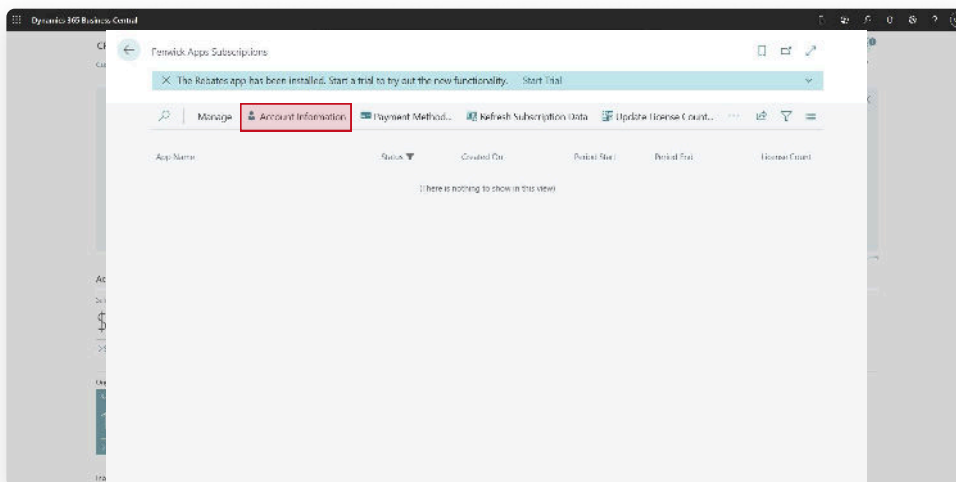 Dynamics 365 Business Central
?
Fenwick Apps Subscriptions
The Rebates app has been installed. Start a trial to try out the new functionality. Start Trial
Manage Account Information Payment Method... Refresh Subscription Data Update License Count... ...
App Name Status Created On Period Start Period End License Count
(There is nothing to show in this view)
$